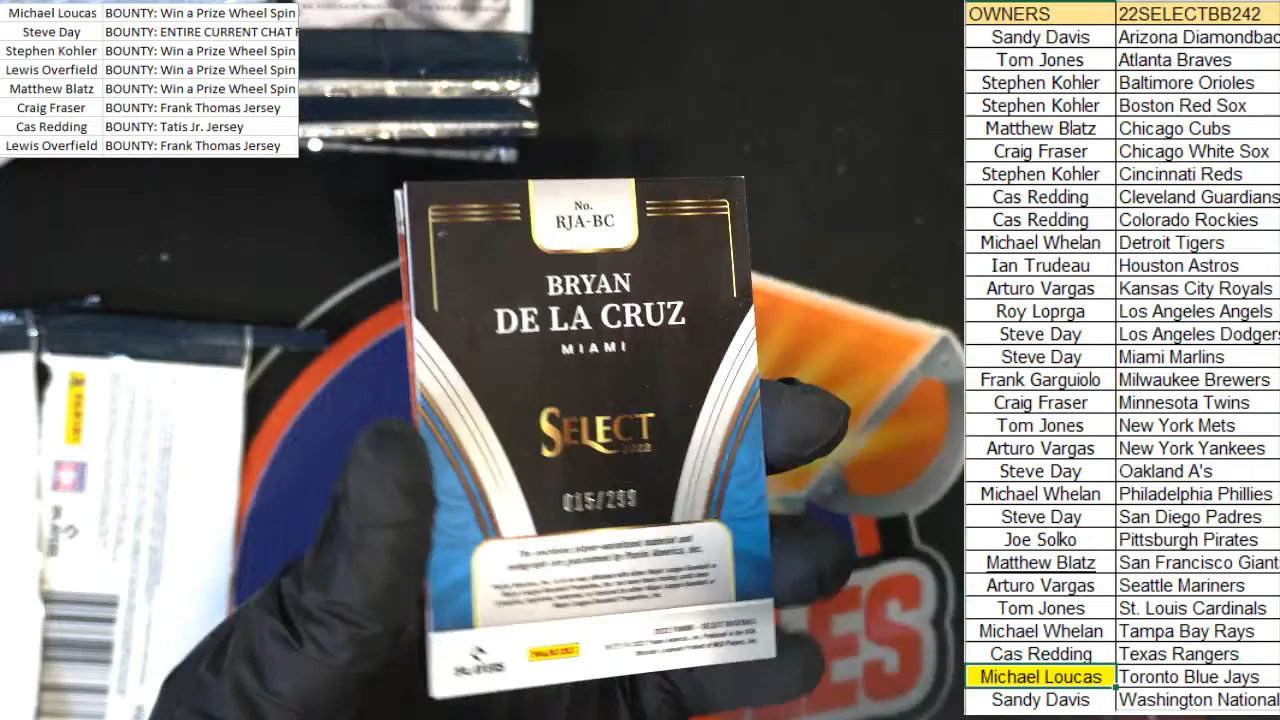 Michael Loucas BOUNTY: Win a Prize Wheel Spin
Steve Day BOUNTY: ENTIRE CURRENT CHAT
Stephen Kohler BOUNTY: Win a Prize Wheel Spin
Lewis Overfield BOUNTY: Win a Prize Wheel Spin
Matthew Blatz BOUNTY: Win a Prize Wheel Spin
Craig Fraser BOUNTY: Frank Thomas Jersey
Cas Redding BOUNTY: Tatis Jr. Jersey
Lewis Overfield BOUNTY: Frank Thomas Jersey
No.
RJA-BC
BRYAN
DE LA CRUZ
MIAMI
SELECT
2022
015/299
PANINI
OWNERS 22SELECTBB242
Sandy Davis Arizona Diamondbac
Tom Jones Atlanta Braves
Stephen Kohler Baltimore Orioles
Stephen Kohler Boston Red Sox
Matthew Blatz Chicago Cubs
Craig Fraser Chicago White Sox
Stephen Kohler Cincinnati Reds
Cas Redding Cleveland Guardians
Cas Redding Colorado Rockies
Michael Whelan Detroit Tigers
Ian Trudeau Houston Astros
Arturo Vargas Kansas City Royals
Roy Loprga Los Angeles Angels
Steve Day Los Angeles Dodgers
Steve Day Miami Marlins
Frank Garguiolo Milwaukee Brewers
Craig Fraser Minnesota Twins
Tom Jones New York Mets
Arturo Vargas New York Yankees
Steve Day Oakland A's
Michael Whelan Philadelphia Phillies
Steve Day San Diego Padres
Joe Solko Pittsburgh Pirates
Matthew Blatz San Francisco Giant
Arturo Vargas Seattle Mariners
Tom Jones St. Louis Cardinals
Michael Whelan Tampa Bay Rays
Cas Redding Texas Rangers
Michael Loucas Toronto Blue Jays
Sandy Davis Washington National